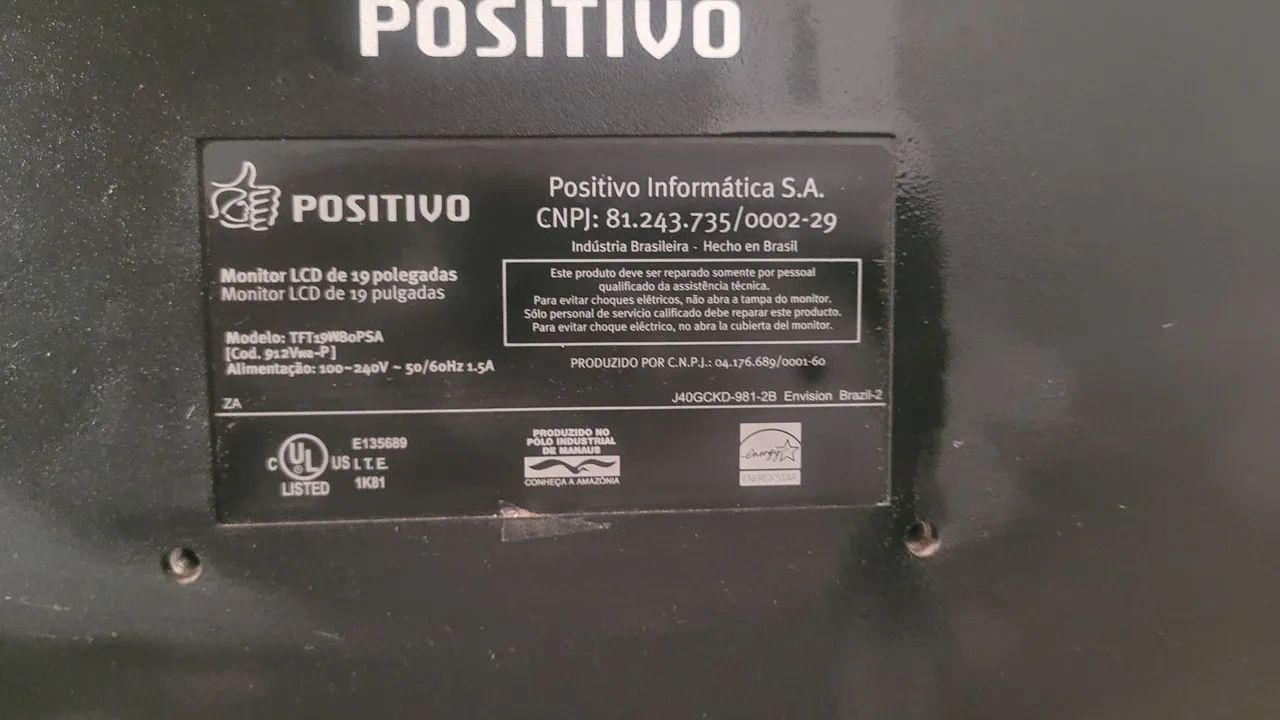 POSITIVO
POSITIVO
Positivo Informática S.A.
CNPJ: 81.243.735/0002-29
Indústria Brasileira - Hecho en Brasil
Monitor LCD de 19 polegadas
Monitor LCD de 19 pulgadas
Este produto deve ser reparado somente por pessoal
qualificado da assistência técnica.
Para evitar choques elétricos, não abra a tampa do monitor.
Sólo personal de servicio calificado debe reparar este producto.
Para evitar choque eléctrico, no abra la cubierta del monitor.
Modelo: TFT19W80PSA
[Cod. 912Vwa-P]
Alimentação: 100~240V ~ 50/60Hz 1.5A
PRODUZIDO POR C.N.P.J.: 04.176.689/0001-60
ZA
J40GCKD-981-2B Envision Brazil-2
C UL US
LISTED
E135689
I.T.E.
1K81
PRODUZIDO NO
PÓLO INDUSTRIAL
DE MANAUS
CONHEÇA A AMAZÔNIA
energy
ENERGY STAR